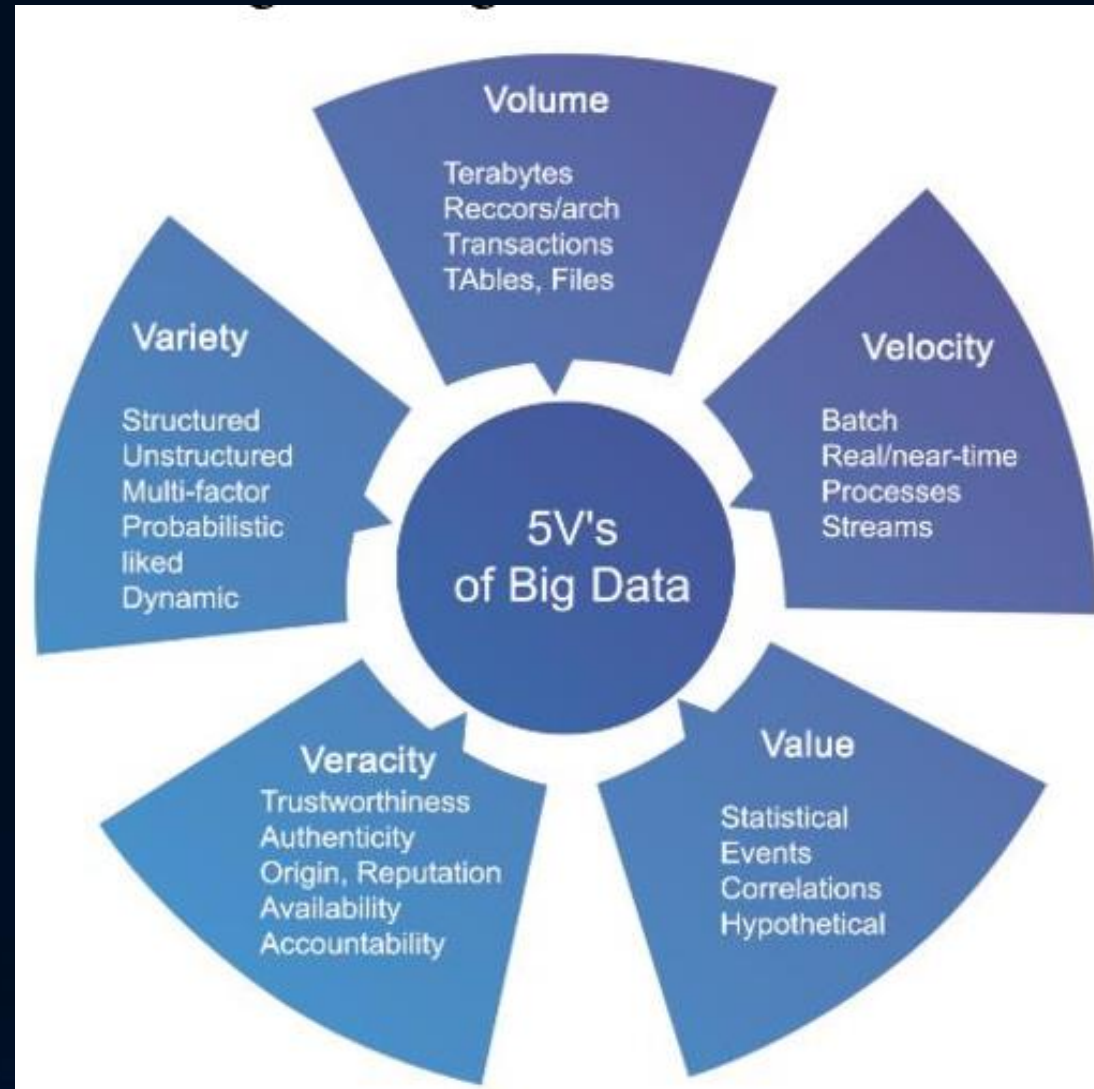 Volume
Terabytes
Reccors/arch
Transactions
TAbles, Files
Velocity
Batch
Real/near-time
Processes
Streams
Value
Statistical
Events
Correlations
Hypothetical
Veracity
Trustworthiness
Authenticity
Origin, Reputation
Availability
Accountability
Variety
Structured
Unstructured
Multi-factor
Probabilistic
liked
Dynamic
5V's
of Big Data